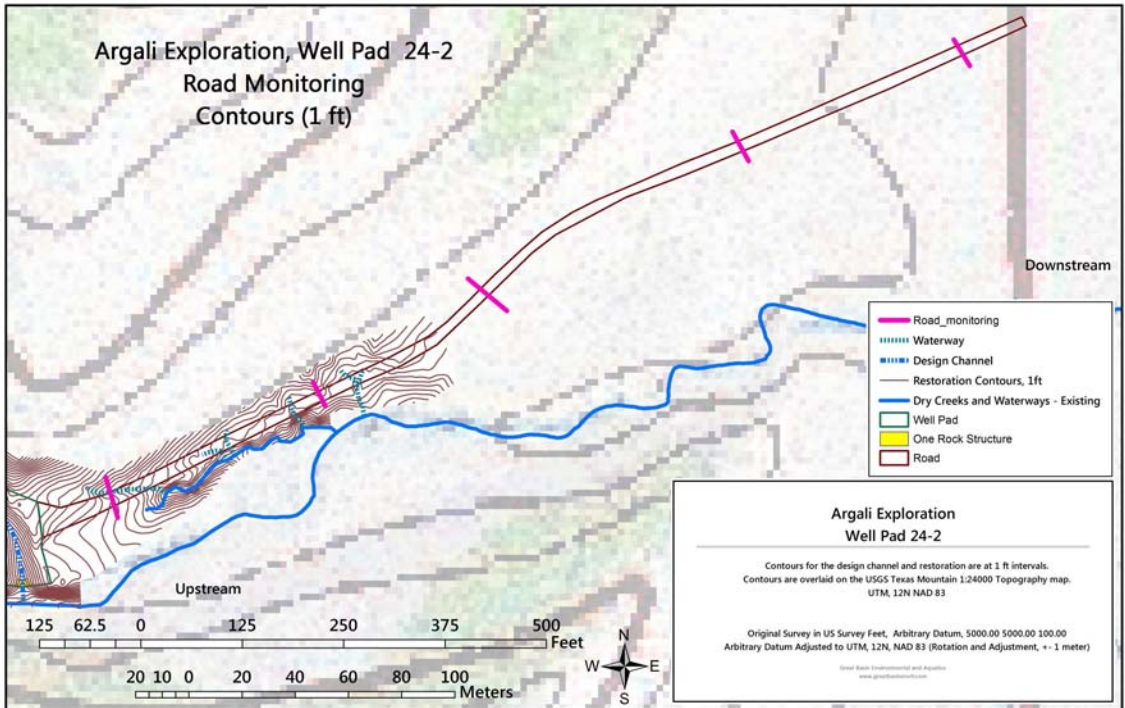 Argali Exploration, Well Pad 24-2
Road Monitoring
Contours (1 ft)
Downstream
Road_monitoring
Waterway
Design Channel
Restoration Contours, 1ft
Dry Creeks and Waterways - Existing
Well Pad
One Rock Structure
Road
Argali Exploration
Well Pad 24-2
Contours for the design channel and restoration are at 1 ft intervals.
Contours are overlaid on the USGS Texas Mountain 1:24000 Topography map.
UTM, 12N NAD 83
Original Survey in US Survey Feet, Arbitrary Datum, 5000.00 5000.00 100.00
Arbitrary Datum Adjusted to UTM, 12N, NAD 83 (Rotation and Adjustment, +- 1 meter)
Great Basin Environmental and Aquatics
Upstream
125 62.5 0 125 250 375 500
Feet
20 10 0 20 40 60 80 100
Meters
N
W E
S